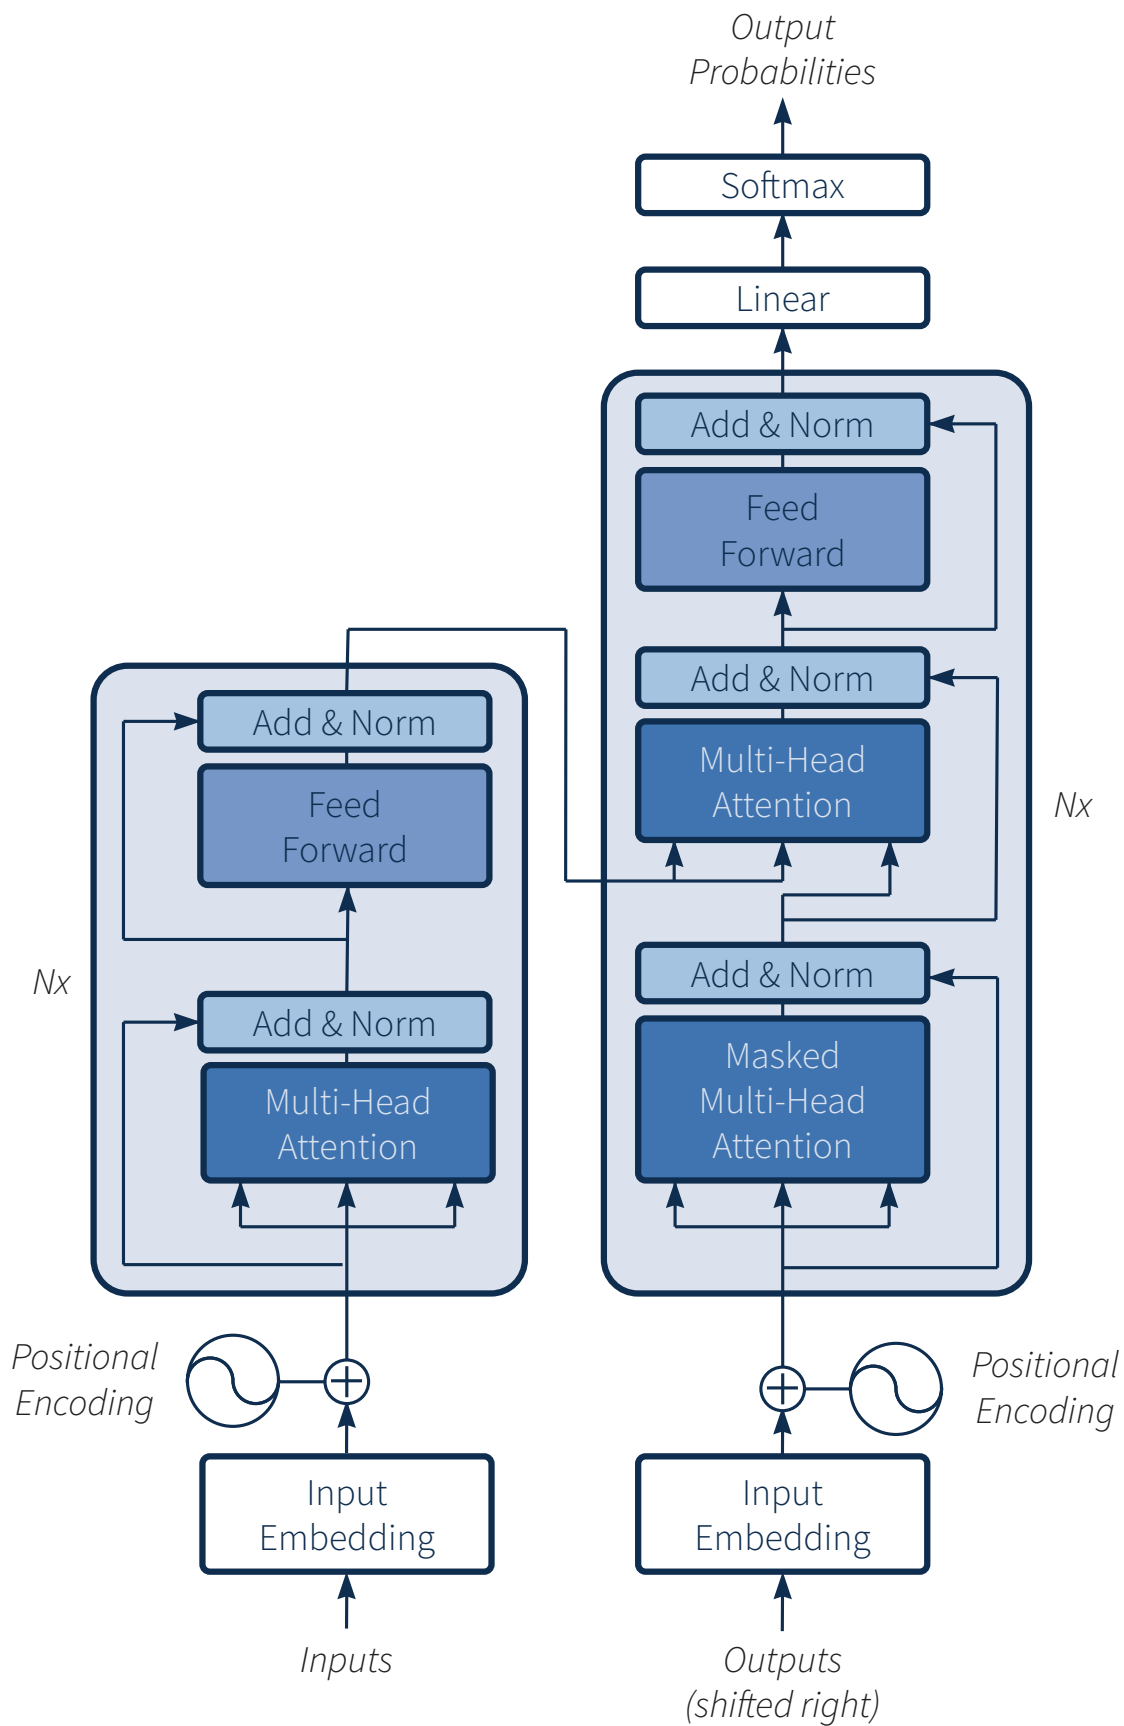 Output
Probabilities
Softmax
Linear
Add & Norm
Feed
Forward
Add & Norm
Multi-Head
Attention
Nx
Add & Norm
Masked
Multi-Head
Attention
Add & Norm
Feed
Forward
Nx
Add & Norm
Multi-Head
Attention
Positional
Encoding
Positional
Encoding
Input
Embedding
Input
Embedding
Inputs
Outputs
(shifted right)